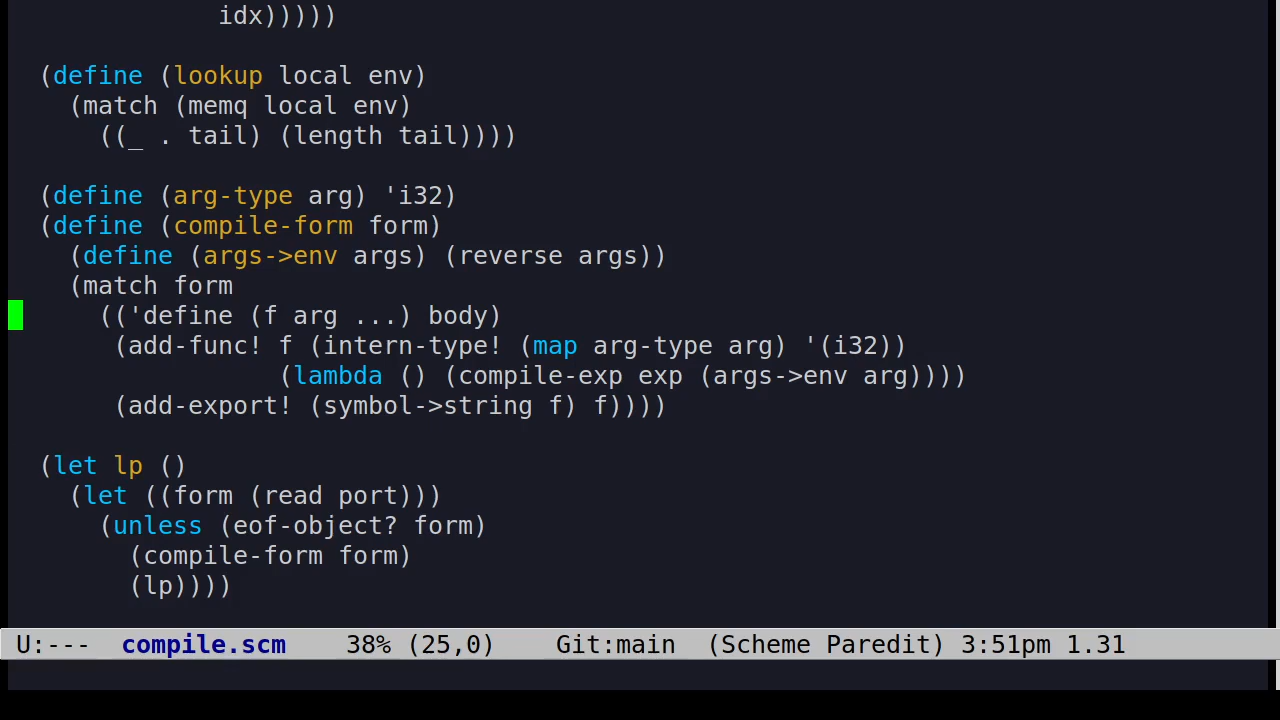 idx)))))
(define (lookup local env)
(match (memq local env)
((_ . tail) (length tail))))
(define (arg-type arg) 'i32)
(define (compile-form form)
(define (args->env args) (reverse args))
(match form
(('define (f arg ...) body)
(add-func! f (intern-type! (map arg-type arg) '(i32))
(lambda () (compile-exp exp (args->env arg))))
(add-export! (symbol->string f) f))))
(let lp ()
(let ((form (read port)))
(unless (eof-object? form)
(compile-form form)
(lp))))
U:--- compile.scm 38% (25,0) Git:main (Scheme Paredit) 3:51pm 1.31